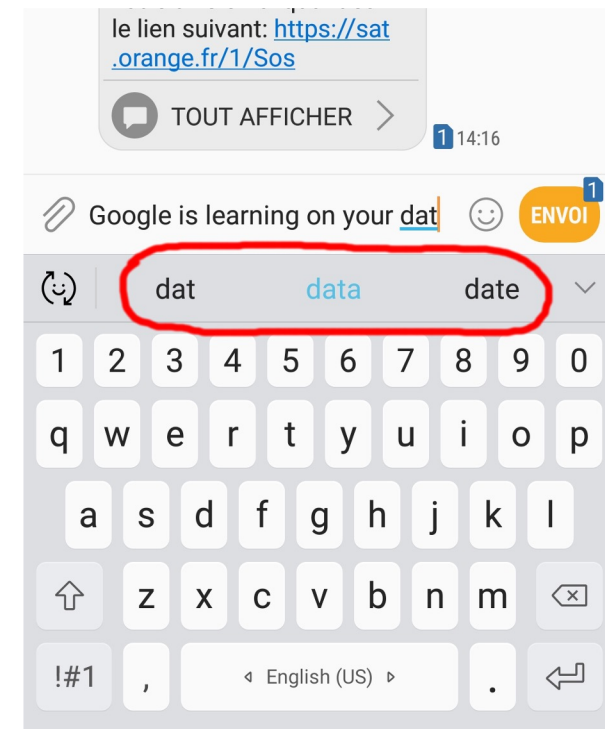 le lien suivant: https://sat
.orange.fr/1/Sos
TOUT AFFICHER
1 14:16
1
Google is learning on your dat
ENVOI
dat data date
1 2 3 4 5 6 7 8 9 0
q w e r t y u i o p
a s d f g h j k l
z x c v b n m
!#1 , English (US) .